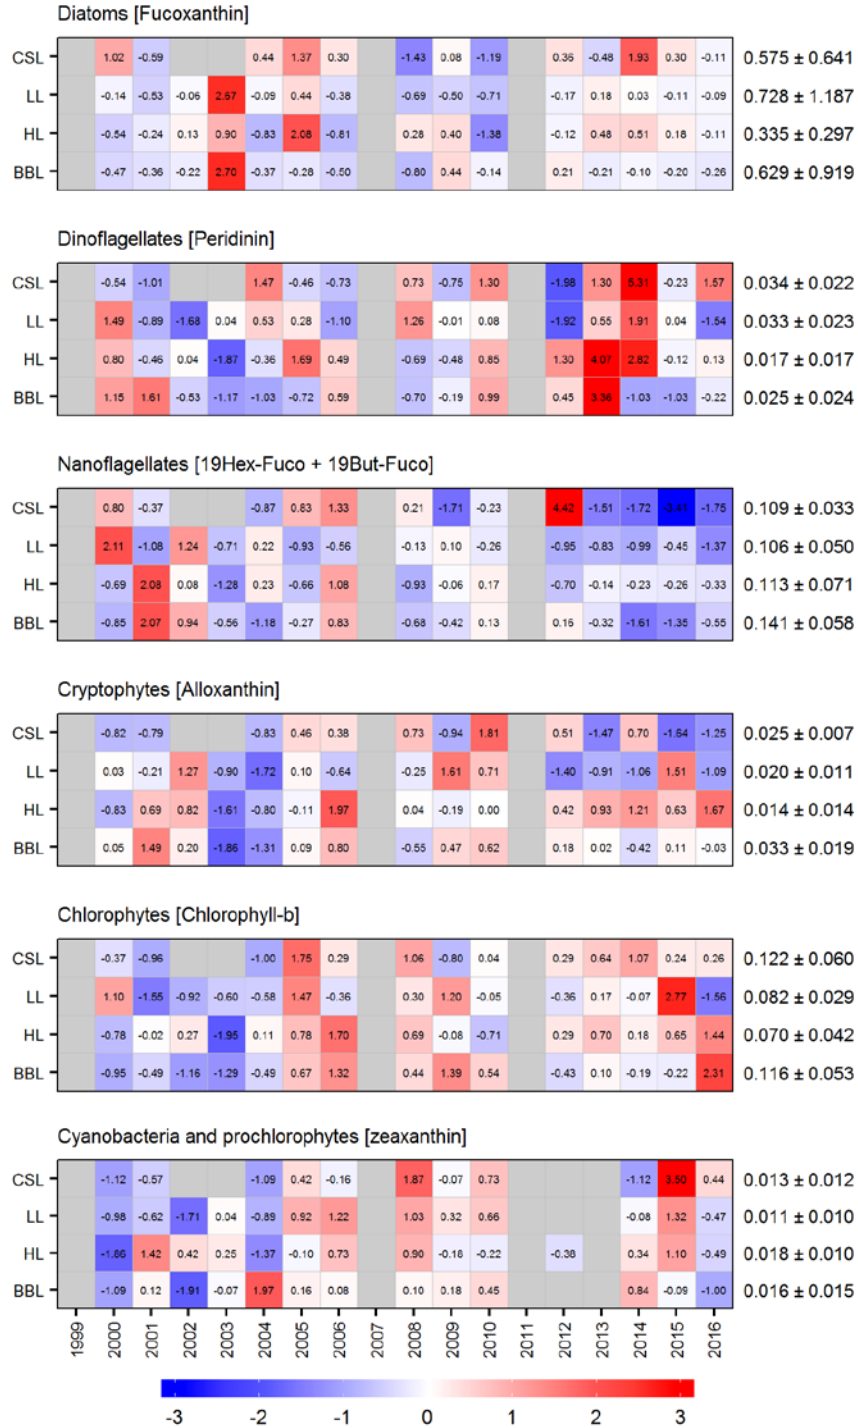 Diatoms [Fucoxanthin]
CSL 1.02 -0.59 0.44 1.37 0.30 -1.43 0.08 -1.19 0.36 -0.48 1.93 0.30 -0.11 0.575 ± 0.641
LL -0.14 -0.53 -0.06 2.67 -0.09 0.44 -0.38 -0.69 -0.50 -0.71 -0.17 0.18 0.03 -0.11 -0.09 0.728 ± 1.187
HL -0.54 -0.24 0.13 0.90 -0.83 2.08 -0.81 0.28 0.40 -1.38 -0.12 0.48 0.51 0.18 -0.11 0.335 ± 0.297
BBL -0.47 -0.36 -0.22 2.70 -0.37 -0.28 -0.50 -0.80 0.44 -0.14 0.21 -0.21 -0.10 -0.20 -0.26 0.629 ± 0.919
Dinoflagellates [Peridinin]
CSL -0.54 -1.01 1.47 -0.46 -0.73 0.73 -0.75 1.30 -1.98 1.30 5.31 -0.23 1.57 0.034 ± 0.022
LL 1.49 -0.89 -1.68 0.04 0.53 0.28 -1.10 1.26 -0.01 0.08 -1.92 0.55 1.91 0.04 -1.54 0.033 ± 0.023
HL 0.80 -0.46 0.04 -1.87 -0.36 1.69 0.49 -0.69 -0.48 0.85 1.30 4.07 2.82 -0.12 0.13 0.017 ± 0.017
BBL 1.15 1.61 -0.53 -1.17 -1.03 -0.72 0.59 -0.70 -0.19 0.99 0.45 3.36 -1.03 -1.03 -0.22 0.025 ± 0.024
Nanoflagellates [19Hex-Fuco + 19But-Fuco]
CSL 0.80 -0.37 -0.87 0.83 1.33 0.21 -1.71 -0.23 4.42 -1.51 -1.72 -1.75 0.109 ± 0.033
LL 2.11 -1.08 1.24 -0.71 0.22 -0.93 -0.56 -0.13 0.10 -0.26 -0.95 -0.83 -0.99 -0.45 -1.37 0.106 ± 0.050
HL -0.69 2.08 0.08 -1.28 0.23 -0.66 1.08 -0.93 -0.06 0.17 -0.70 -0.14 -0.23 -0.26 -0.33 0.113 ± 0.071
BBL -0.85 2.07 0.94 -0.56 -1.18 -0.27 0.83 -0.68 -0.42 0.13 0.16 -0.32 -1.61 -1.35 -0.55 0.141 ± 0.058
Cryptophytes [Alloxanthin]
CSL -0.82 -0.79 -0.83 0.46 0.38 0.73 -0.94 1.81 0.51 -1.47 0.70 -1.64 -1.25 0.025 ± 0.007
LL 0.03 -0.21 1.27 -0.90 -1.72 0.10 -0.64 -0.25 1.61 0.71 -1.40 -0.91 -1.06 1.51 -1.09 0.020 ± 0.011
HL -0.83 0.69 0.82 -1.61 -0.80 -0.11 1.97 0.04 -0.19 0.00 0.42 0.93 1.21 0.63 1.67 0.014 ± 0.014
BBL 0.05 1.49 0.20 -1.86 -1.31 0.09 0.80 -0.55 0.47 0.62 0.18 0.02 -0.42 0.11 -0.03 0.033 ± 0.019
Chlorophytes [Chlorophyll-b]
CSL -0.37 -0.96 -1.00 1.75 0.29 1.06 -0.80 0.04 0.29 0.64 1.07 0.24 0.26 0.122 ± 0.060
LL 1.10 -1.55 -0.92 -0.60 -0.58 1.47 -0.36 0.30 1.20 -0.05 -0.36 0.17 -0.07 2.77 -1.56 0.082 ± 0.029
HL -0.78 -0.02 0.27 -1.95 0.11 0.78 1.70 0.69 -0.08 -0.71 0.29 0.70 0.18 0.65 1.44 0.070 ± 0.042
BBL -0.95 -0.49 -1.16 -1.29 -0.49 0.67 1.32 0.44 1.39 0.54 -0.43 0.10 -0.19 -0.22 2.31 0.116 ± 0.053
Cyanobacteria and prochlorophytes [zeaxanthin]
CSL -1.12 -0.57 -1.09 0.42 -0.16 1.87 -0.07 0.73 -1.12 3.50 0.44 0.013 ± 0.012
LL -0.98 -0.62 -1.71 0.04 -0.89 0.92 1.22 1.03 0.32 0.66 -0.08 1.32 -0.47 0.011 ± 0.010
HL -1.86 1.42 0.42 0.25 -1.37 -0.10 0.73 0.90 -0.18 -0.22 -0.38 0.34 1.10 -0.49 0.018 ± 0.010
BBL -1.09 0.12 -1.91 -0.07 1.97 0.16 0.08 0.10 0.18 0.45 0.84 -0.09 -1.00 0.016 ± 0.015
1999 2000 2001 2002 2003 2004 2005 2006 2007 2008 2009 2010 2011 2012 2013 2014 2015 2016
-3 -2 -1 0 1 2 3